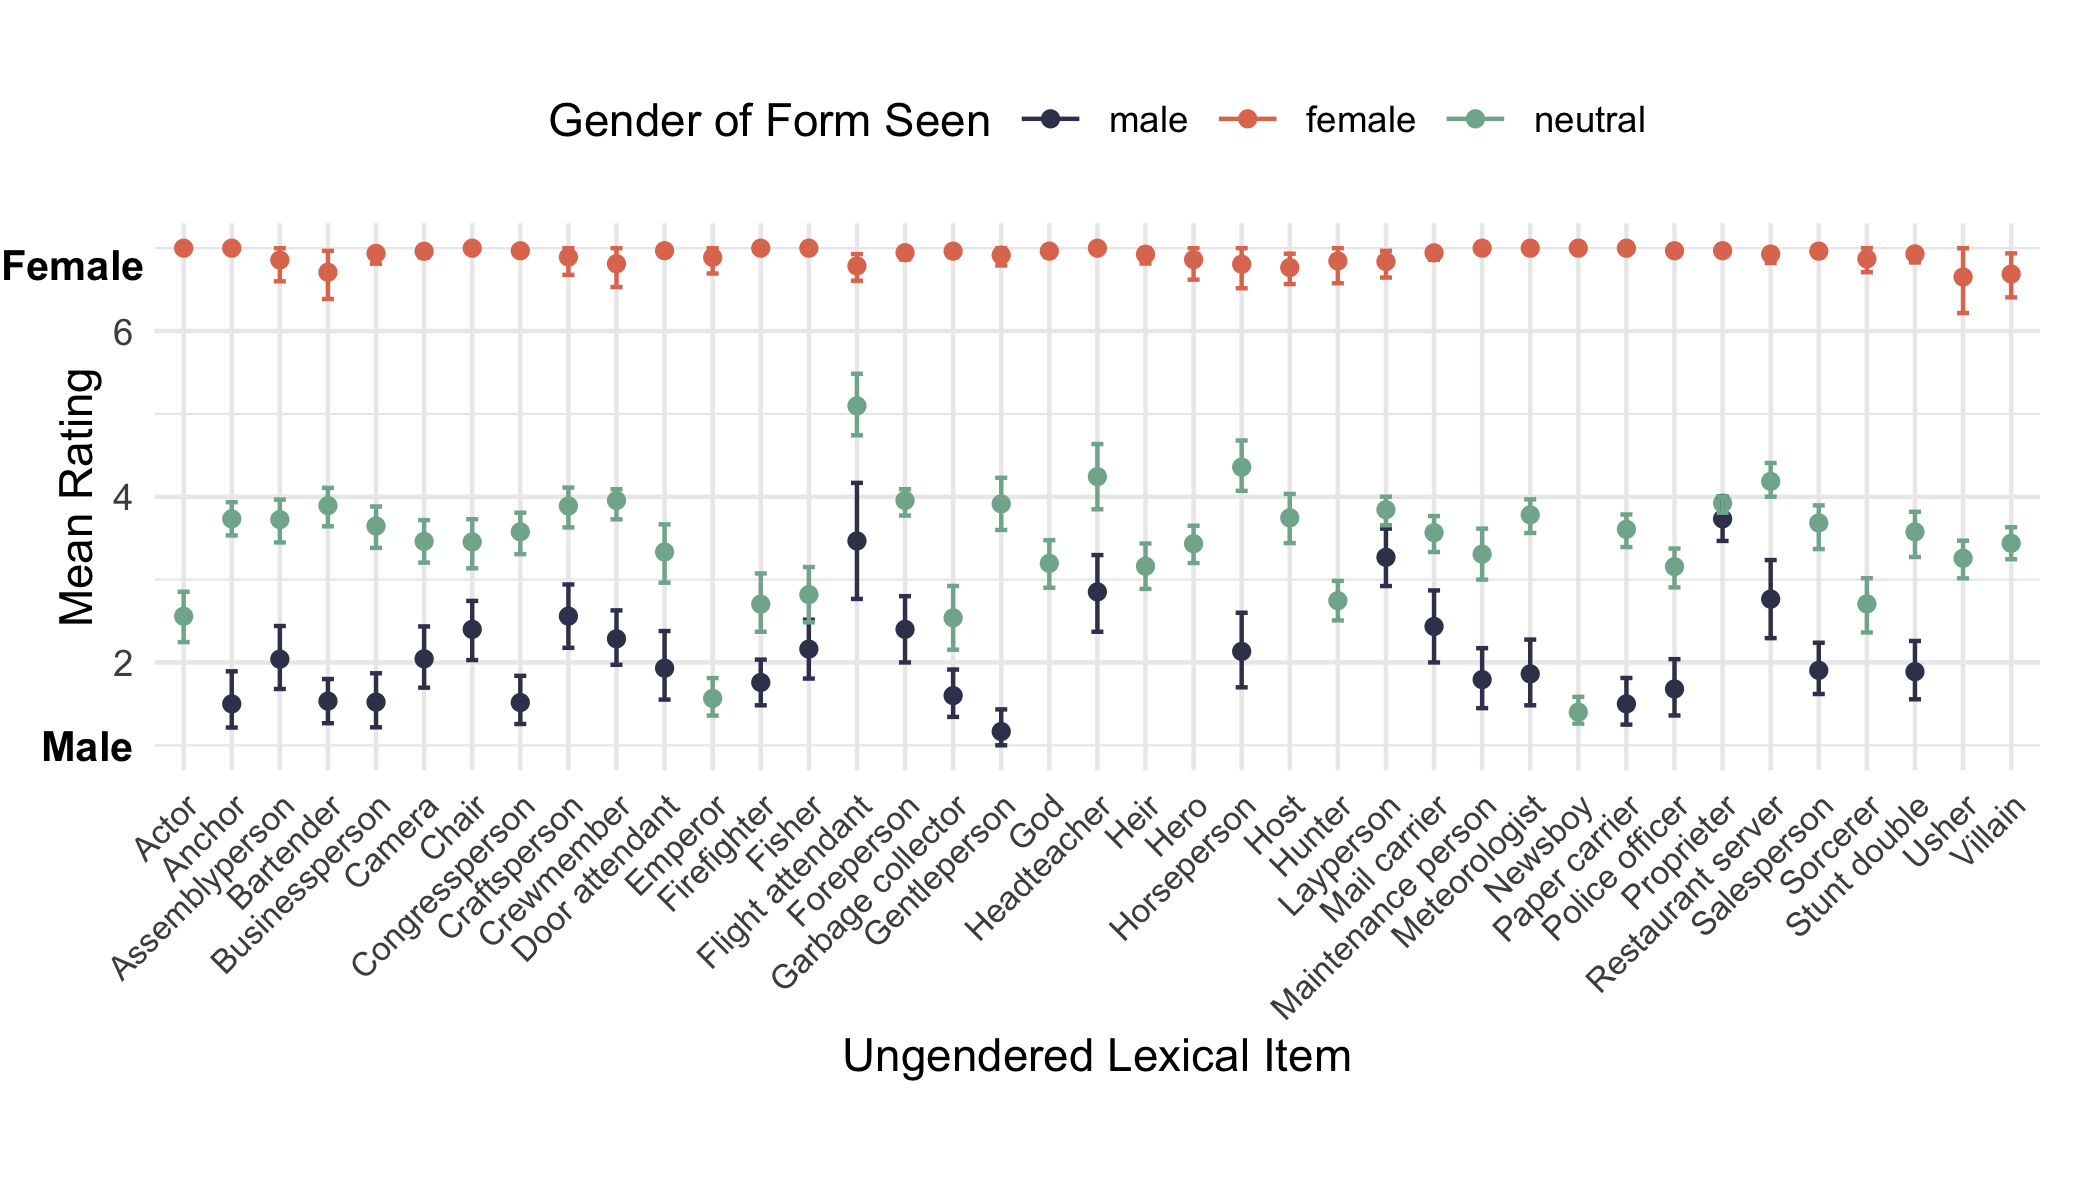 Gender of Form Seen male female neutral
Female
6
4
2
Male
Mean Rating
Actor
Anchor
Assemblyperson
Bartender
Businessperson
Camera
Chair
Congressperson
Craftsperson
Crewmember
Door attendant
Emperor
Firefighter
Fisher
Flight attendant
Foreperson
Garbage collector
Gentleperson
God
Headteacher
Heir
Hero
Horseperson
Host
Hunter
Layperson
Mail carrier
Maintenance person
Meteorologist
Newsboy
Paper carrier
Police officer
Proprieter
Restaurant server
Salesperson
Sorcerer
Stunt double
Usher
Villain
Ungendered Lexical Item